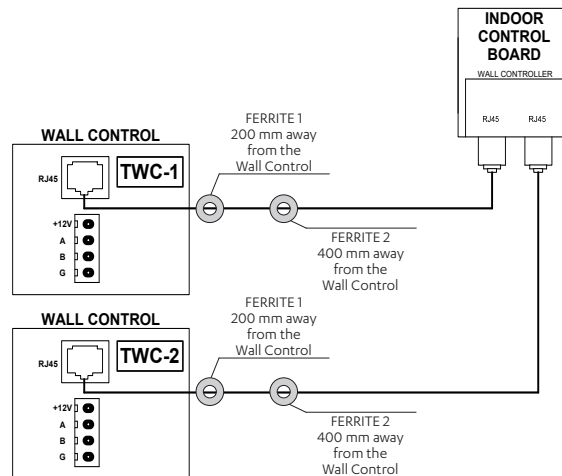 INDOOR
CONTROL
BOARD
WALL CONTROLLER
RJ45 RJ45
FERRITE 1
200 mm away
from the
Wall Control
WALL CONTROL
TWC-1
RJ45
+12V
A
B
G
FERRITE 2
400 mm away
from the
Wall Control
FERRITE 1
200 mm away
from the
Wall Control
WALL CONTROL
TWC-2
RJ45
+12V
A
B
G
FERRITE 2
400 mm away
from the
Wall Control